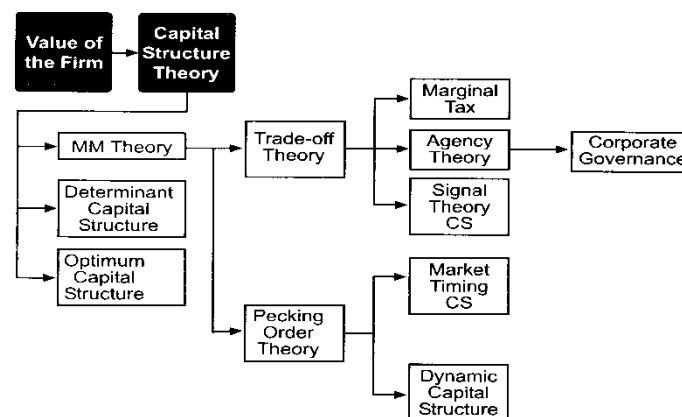 Value of
the Firm
Capital
Structure
Theory
MM Theory
Determinant
Capital
Structure
Optimum
Capital
Structure
Trade-off
Theory
Pecking
Order
Theory
Marginal
Tax
Agency
Theory
Signal
Theory
CS
Market
Timing
CS
Dynamic
Capital
Structure
Corporate
Governance